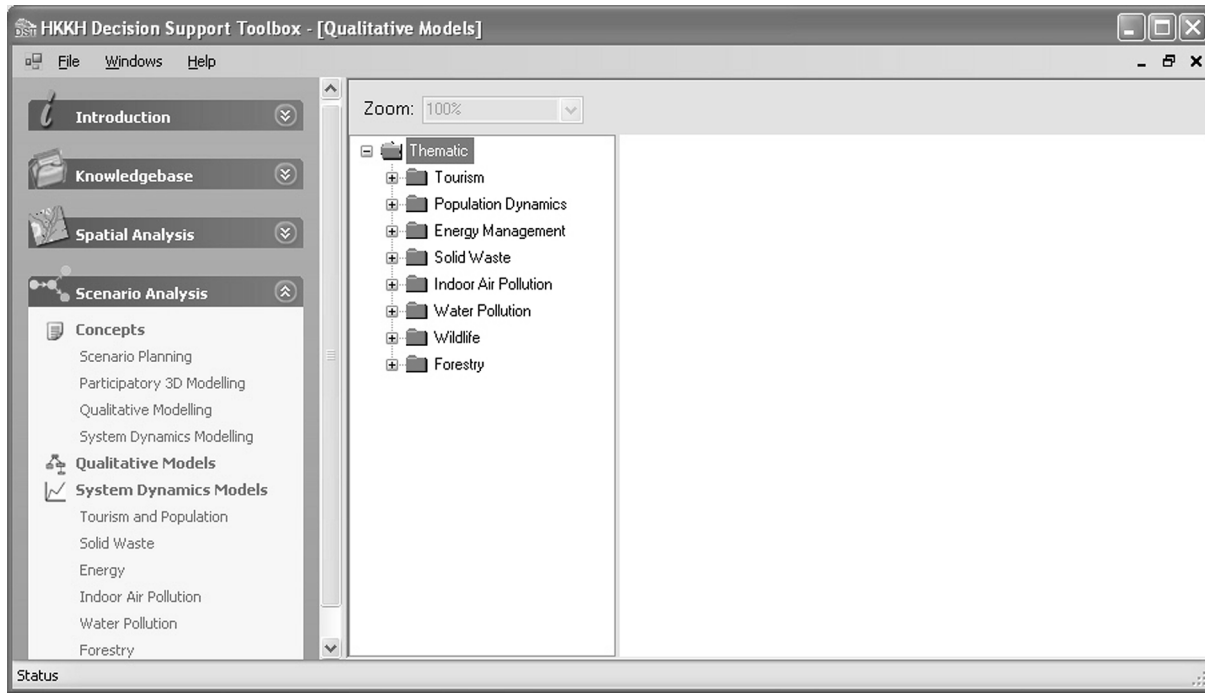 HKKH Decision Support Toolbox - [Qualitative Models]
File Windows Help
Introduction
Knowledgebase
Spatial Analysis
Scenario Analysis
Concepts
Scenario Planning
Participatory 3D Modelling
Qualitative Modelling
System Dynamics Modelling
Qualitative Models
System Dynamics Models
Tourism and Population
Solid Waste
Energy
Indoor Air Pollution
Water Pollution
Forestry
Zoom: 100%
Thematic
Tourism
Population Dynamics
Energy Management
Solid Waste
Indoor Air Pollution
Water Pollution
Wildlife
Forestry
Status